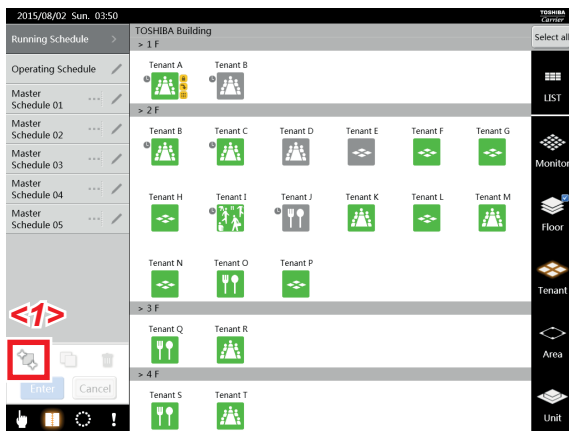 2015/08/02 Sun. 03:50
TOSHIBA
Carrier
Running Schedule >
Operating Schedule
Master
Schedule 01 ...
Master
Schedule 02 ...
Master
Schedule 03 ...
Master
Schedule 04 ...
Master
Schedule 05 ...
<1>
Enter Cancel
!
TOSHIBA Building
> 1 F
Tenant A Tenant B
> 2 F
Tenant B Tenant C Tenant D Tenant E Tenant F Tenant G
Tenant H Tenant I Tenant J Tenant K Tenant L Tenant M
Tenant N Tenant O Tenant P
> 3 F
Tenant Q Tenant R
> 4 F
Tenant S Tenant T
Select all
LIST
Monitor
Floor
Tenant
Area
Unit